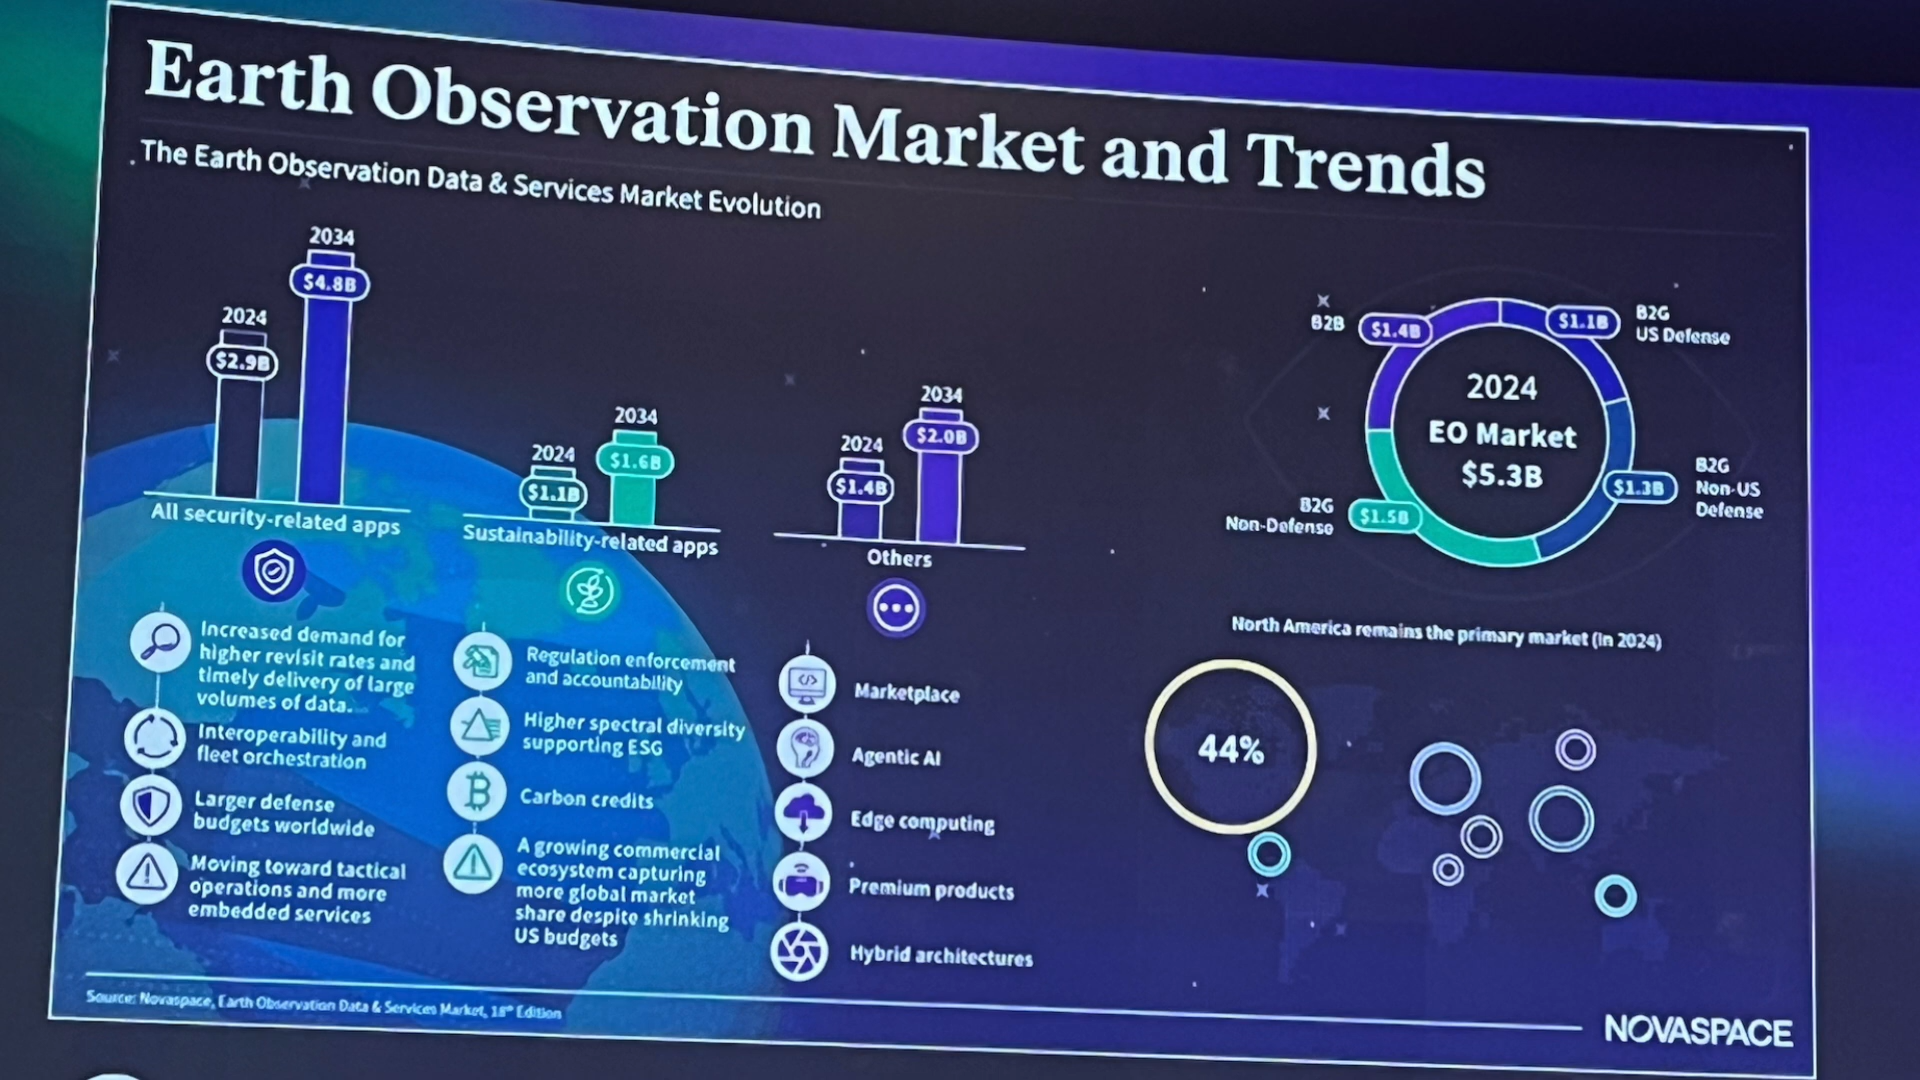 Earth Observation Market and Trends
The Earth Observation Data & Services Market Evolution
2024
$2.9B
2034
$4.8B
All security-related apps
2024
$1.1B
2034
$1.6B
Sustainability-related apps
2024
$1.4B
2034
$2.0B
Others
Increased demand for
higher revisit rates and
timely delivery of large
volumes of data.
Interoperability and
fleet orchestration
Larger defense
budgets worldwide
Moving toward tactical
operations and more
embedded services
Regulation enforcement
and accountability
Higher spectral diversity
supporting ESG
Carbon credits
A growing commercial
ecosystem capturing
more global market
share despite shrinking
US budgets
</>
Marketplace
Agentic AI
Edge computing
Premium products
Hybrid architectures
B2B
$1.4B
$1.1B
B2G
US Defense
2024
EO Market
$5.3B
B2G
Non-Defense
$1.5B
$1.3B
B2G
Non-US
Defense
North America remains the primary market (in 2024)
44%
Source: Novaspace, Earth Observation Data & Services Market, 18th Edition
NOVASPACE